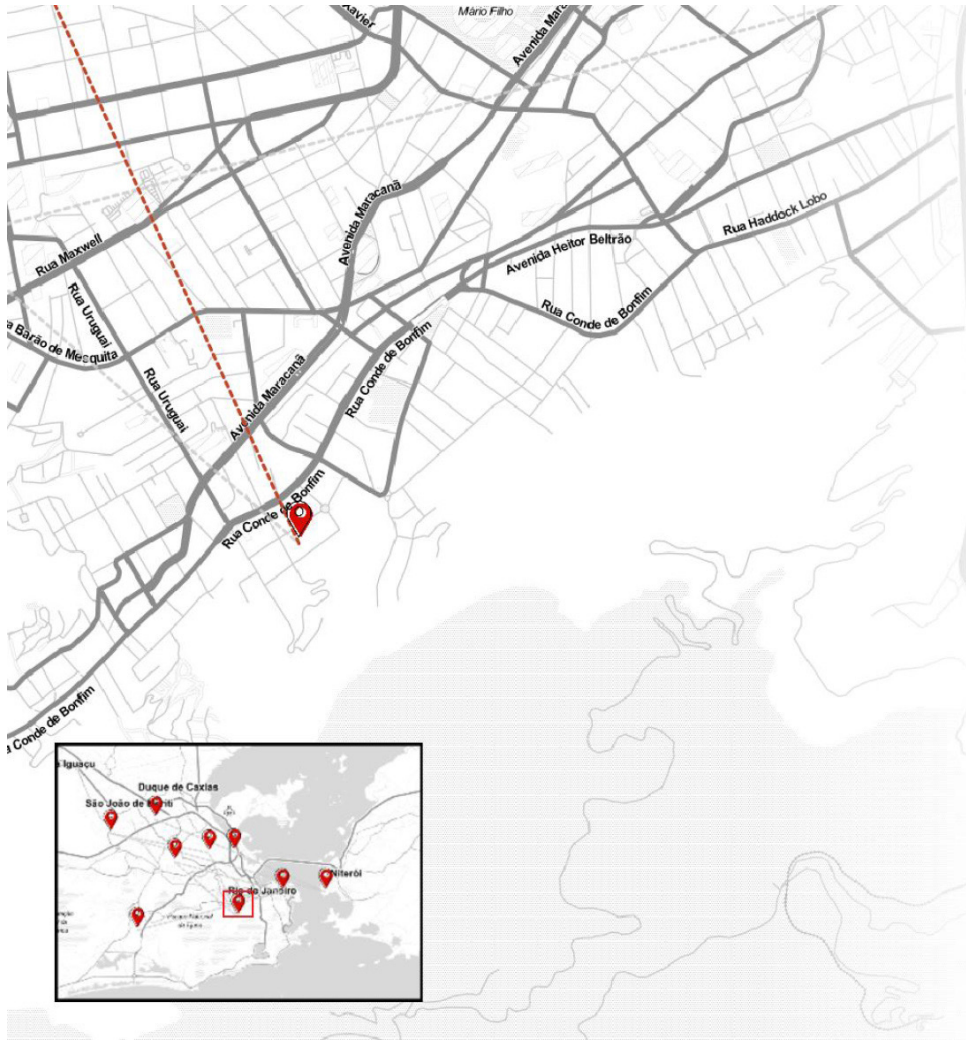 Xavier
Mário Filho
Avenida Mara
Avenida Maracanã
Rua Haddock Lobo
Rua Maxwell
Avenida Heitor Beltrão
Rua Uruguai
Rua Conde de Bonfim
a Barão de Mesquita
Rua Conde de Bonfim
Rua Uruguai
Avenida Maracanã
Rua Conde de Bonfim
a Conde de Bonfim
a Iguaçu
Duque de Caxias
São João de Meriti
Niterói
Rio de Janeiro